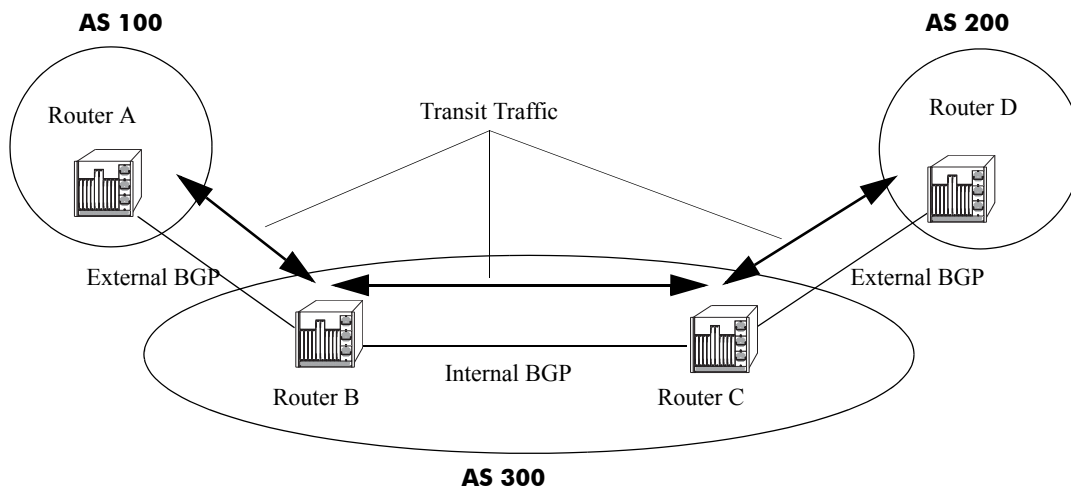 AS 100
AS 200
Router A
Transit Traffic
Router D
External BGP
External BGP
Internal BGP
Router B
Router C
AS 300